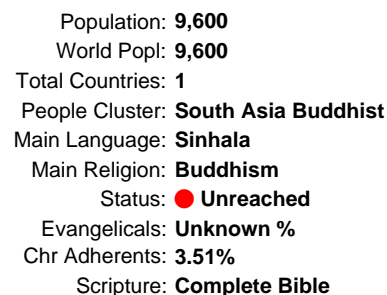 Population: 9,600
World Popl: 9,600
Total Countries: 1
People Cluster: South Asia Buddhist
Main Language: Sinhala
Main Religion: Buddhism
Status: Unreached
Evangelicals: Unknown %
Chr Adherents: 3.51%
Scripture: Complete Bible